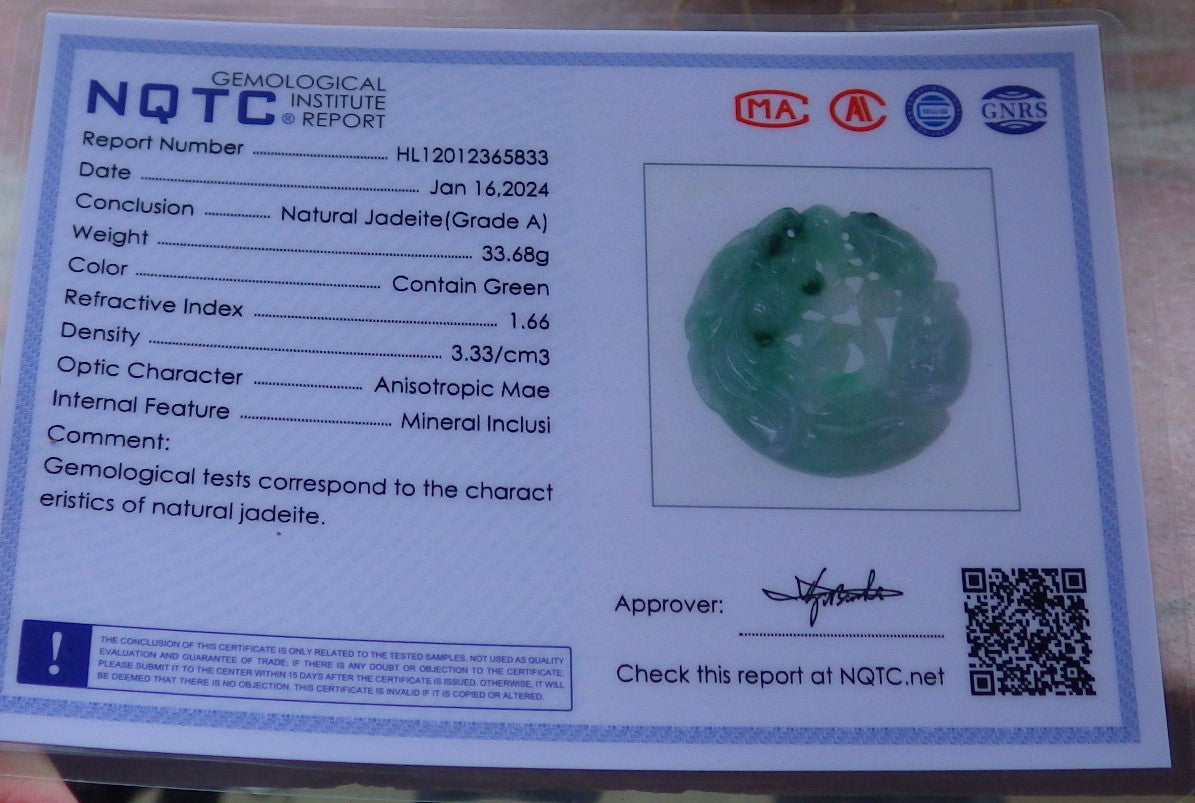 NQTC® GEMOLOGICAL INSTITUTE REPORT
MA
GNRS
Report Number HL12012365833
Date Jan 16,2024
Conclusion Natural Jadeite(Grade A)
Weight 33.68g
Color Contain Green
Refractive Index 1.66
Density 3.33/cm3
Optic Character Anisotropic Mae
Internal Feature Mineral Inclusi
Comment:
Gemological tests correspond to the charact
eristics of natural jadeite.
Approver:
Check this report at NQTC.net
!
THE CONCLUSION OF THIS CERTIFICATE IS ONLY RELATED TO THE TESTED SAMPLES, NOT USED AS QUALITY
EVALUATION AND GUARANTEE OF TRADE; IF THERE IS ANY DOUBT OR OBJECTION TO THE CERTIFICATE,
PLEASE SUBMIT IT TO THE CENTER WITHIN 15 DAYS AFTER THE CERTIFICATE IS ISSUED. OTHERWISE, IT WILL
BE DEEMED THAT THERE IS NO OBJECTION. THIS CERTIFICATE IS INVALID IF IT IS COPIED OR ALTERED.